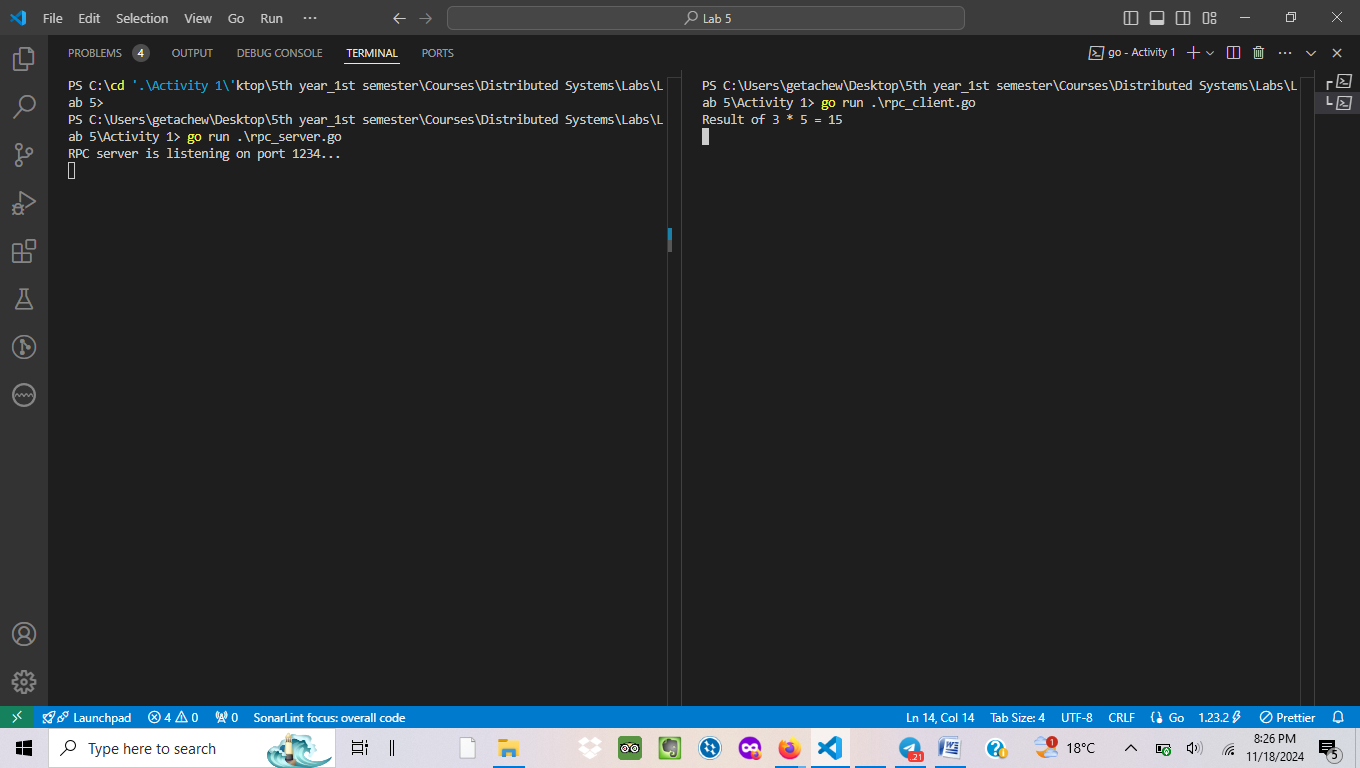 File Edit Selection View Go Run ···
Lab 5
PROBLEMS 4 OUTPUT DEBUG CONSOLE TERMINAL PORTS
go - Activity 1
PS C:\cd '.\Activity 1\'ktop\5th year_1st semester\Courses\Distributed Systems\Labs\L
ab 5>
PS C:\Users\getachew\Desktop\5th year_1st semester\Courses\Distributed Systems\Labs\L
ab 5\Activity 1> go run .\rpc_server.go
RPC server is listening on port 1234...
PS C:\Users\getachew\Desktop\5th year_1st semester\Courses\Distributed Systems\Labs\L
ab 5\Activity 1> go run .\rpc_client.go
Result of 3 * 5 = 15
Launchpad 4 0 0 SonarLint focus: overall code
Ln 14, Col 14 Tab Size: 4 UTF-8 CRLF Go 1.23.2 Prettier
Type here to search
21
1
18°C
8:26 PM
11/18/2024
5